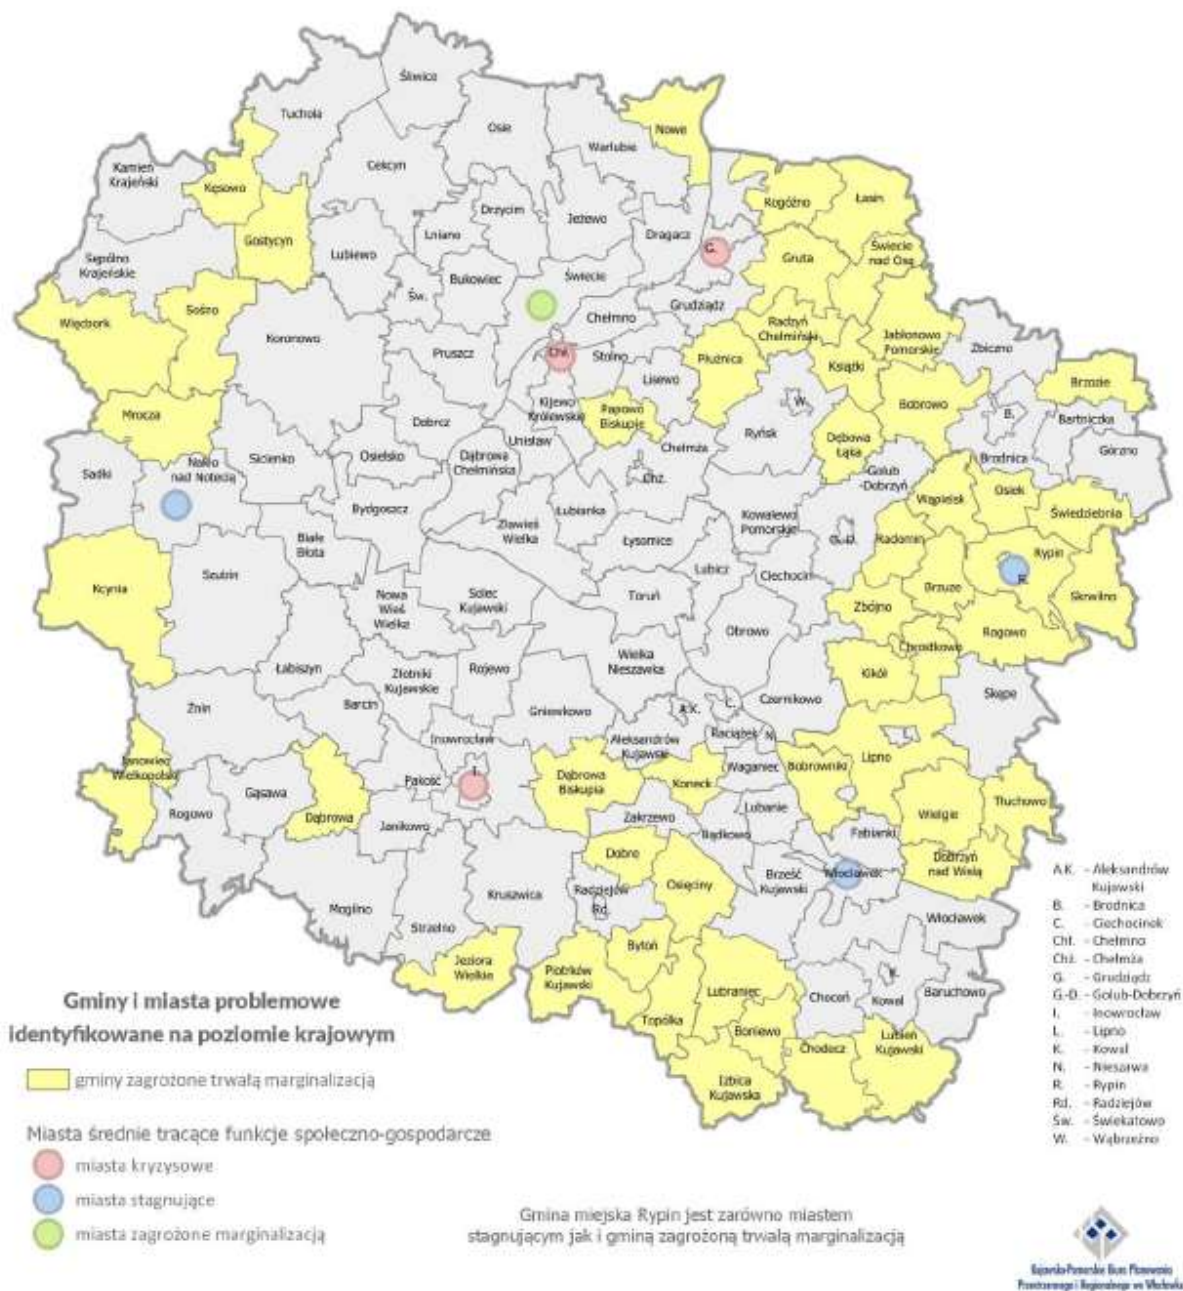 Śliwice
Tuchola
Osie
Nowe
Warlubie
Cekcyn
Kamień
Krajeński
Kęsowo
Rogóźno
Łasin
Drzycim
Jeżewo
Lniano
Dragacz
G.
Gostycyn
Lubiewo
Świecie
nad Osą
Gruta
Sępólno
Krajeńskie
Bukowiec
Świecie
Św.
Grudziądz
Więcbork
Sośno
Chełmno
Radzyń
Chełmiński
Jabłonowo
Pomorskie
Koronowo
Pruszcz
Chł.
Stolno
Płużnica
Książki
Zbiczno
Lisewo
Brzozie
Mrocza
Kijewo
Królewskie
Papowo
Biskupie
W.
Bobrowo
B.
Bartniczka
Dobrcz
Unisław
Ryńsk
Dębowa
Łąka
Chełmża
Brodnica
Górzno
Sadki
Nakło
nad Notecią
Sicienko
Osielsko
Dąbrowa
Chełmińska
Chż.
Golub
-Dobrzyń
Wąpielsk
Osiek
Bydgoszcz
Zławieś
Wielka
Łubianka
Kowalewo
Pomorskie
Świedziebnia
Białe
Błota
Łysomice
G.-D.
Radomin
Rypin
R.
Szubin
Lubicz
Ciechocin
Kcynia
Nowa
Wieś
Wielka
Solec
Kujawski
Toruń
Zbójno
Brzuze
Skrwilno
Obrowo
Rogowo
Łabiszyn
Złotniki
Kujawskie
Rojewo
Wielka
Nieszawka
Chrostkowo
Kikół
Skępe
Żnin
Barcin
Gniewkowo
A.K.
C.
Czernikowo
Inowrocław
Aleksandrów
Kujawski
Raciążek
N.
L.
Lipno
Janowiec
Wielkopolski
Pakość
I.
Dąbrowa
Biskupia
Koneck
Waganiec
Bobrowniki
Gąsawa
Tłuchowo
Rogowo
Dąbrowa
Janikowo
Zakrzewo
Lubanie
Wielgie
Bądkowo
Fabianki
Dobre
Dobrzyń
nad Wisłą
Mogilno
Kruszwica
Radziejów
Rd.
Osięciny
Brześć
Kujawski
Włocławek
Strzelno
Włocławek
Bytoń
Jeziora
Wielkie
Piotrków
Kujawski
Lubraniec
Choceń
K.
Kowal
Baruchowo
Topólka
Boniewo
Chodecz
Lubień
Kujawski
Izbica
Kujawska
A.K. - Aleksandrów
Kujawski
B. - Brodnica
C. - Ciechocinek
Chł. - Chełmno
Chż. - Chełmża
G. - Grudziądz
G.-D. - Golub-Dobrzyń
I. - Inowrocław
L. - Lipno
K. - Kowal
N. - Nieszawa
R. - Rypin
Rd. - Radziejów
Św. - Świekatowo
W. - Wąbrzeźno
Gminy i miasta problemowe
identyfikowane na poziomie krajowym
gminy zagrożone trwałą marginalizacją
Miasta średnie tracące funkcje społeczno-gospodarcze
miasta kryzysowe
miasta stagnujące
miasta zagrożone marginalizacją
Gmina miejska Rypin jest zarówno miastem
stagnującym jak i gminą zagrożoną trwałą marginalizacją
Kujawsko-Pomorskie Biuro Planowania
Przestrzennego i Regionalnego we Włocławku